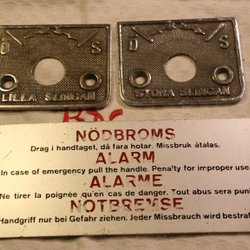 Ü S
LILLA SLINGAN
Ü S
STORA SLINGAN
NÖDBROMS
Drag i handtaget, då fara hotar. Missbruk åtalas.
ALARM
In case of emergency pull the handle. Penalty for improper use
ALARME
Ne tirer la poignée qu'en cas de danger. Tout abus sera puni
NOTBREMSE
Handgriff nur bei Gefahr ziehen. Jeder Missbrauch wird bestraf